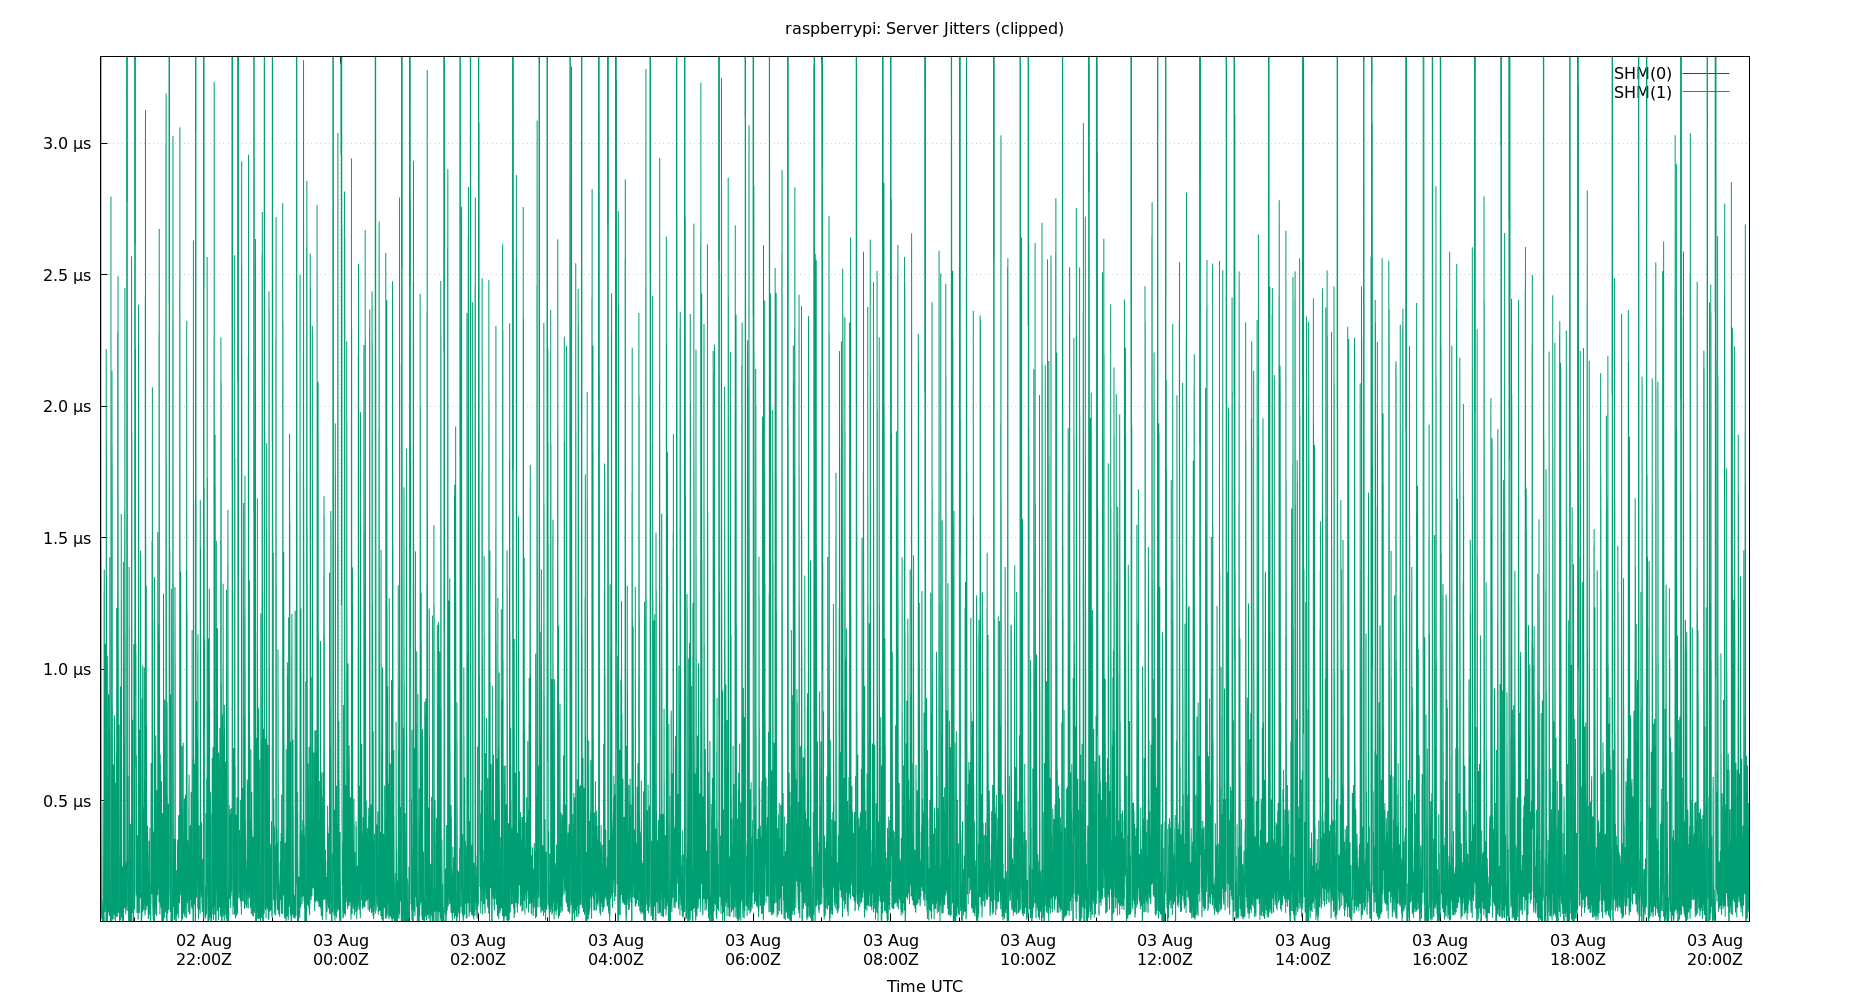 raspberrypi: Server Jitters (clipped)
SHM(0)
SHM(1)
3.0 µs
2.5 µs
2.0 µs
1.5 µs
1.0 µs
0.5 µs
02 Aug 03 Aug 03 Aug 03 Aug 03 Aug 03 Aug 03 Aug 03 Aug 03 Aug 03 Aug 03 Aug 03 Aug
22:00Z 00:00Z 02:00Z 04:00Z 06:00Z 08:00Z 10:00Z 12:00Z 14:00Z 16:00Z 18:00Z 20:00Z
Time UTC